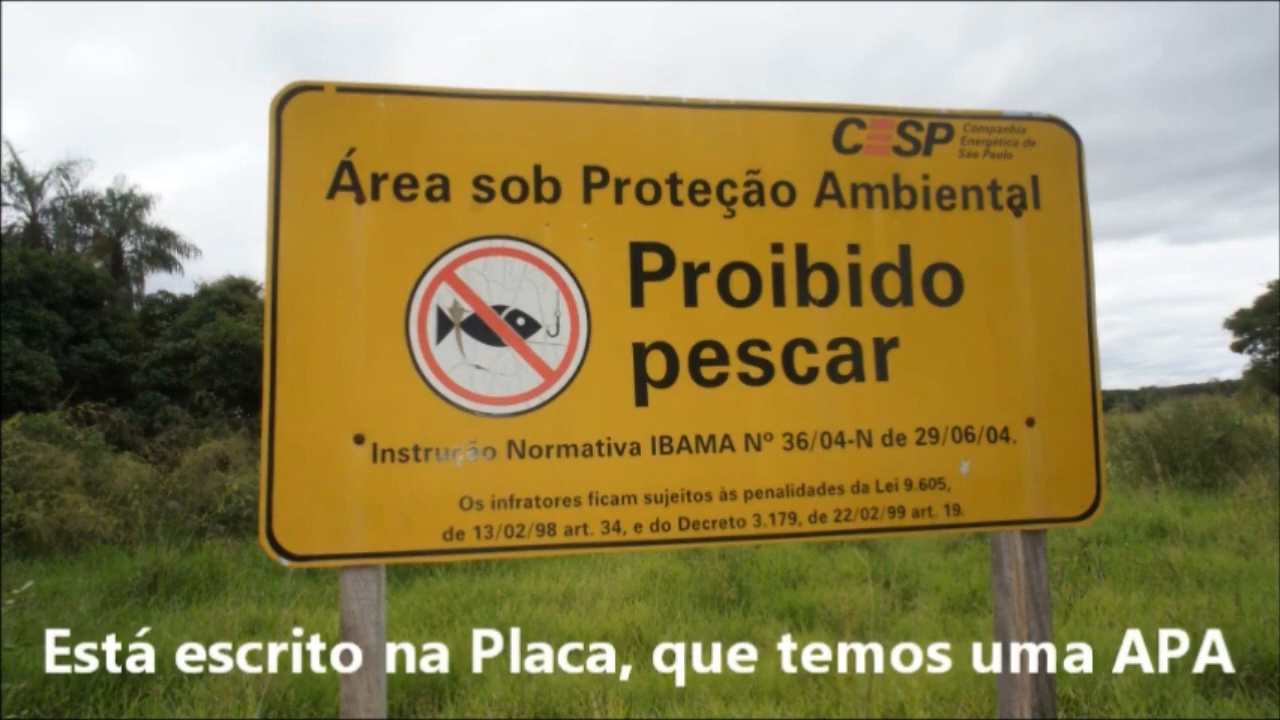 CESP
Companhia
Energética de
São Paulo
Área sob Proteção Ambiental
Proibido
pescar
Instrução Normativa IBAMA Nº 36/04-N de 29/06/04.
Os infratores ficam sujeitos às penalidades da Lei 9.605,
de 13/02/98 art. 34, e do Decreto 3.179, de 22/02/99 art. 19.
Está escrito na Placa, que temos uma APA